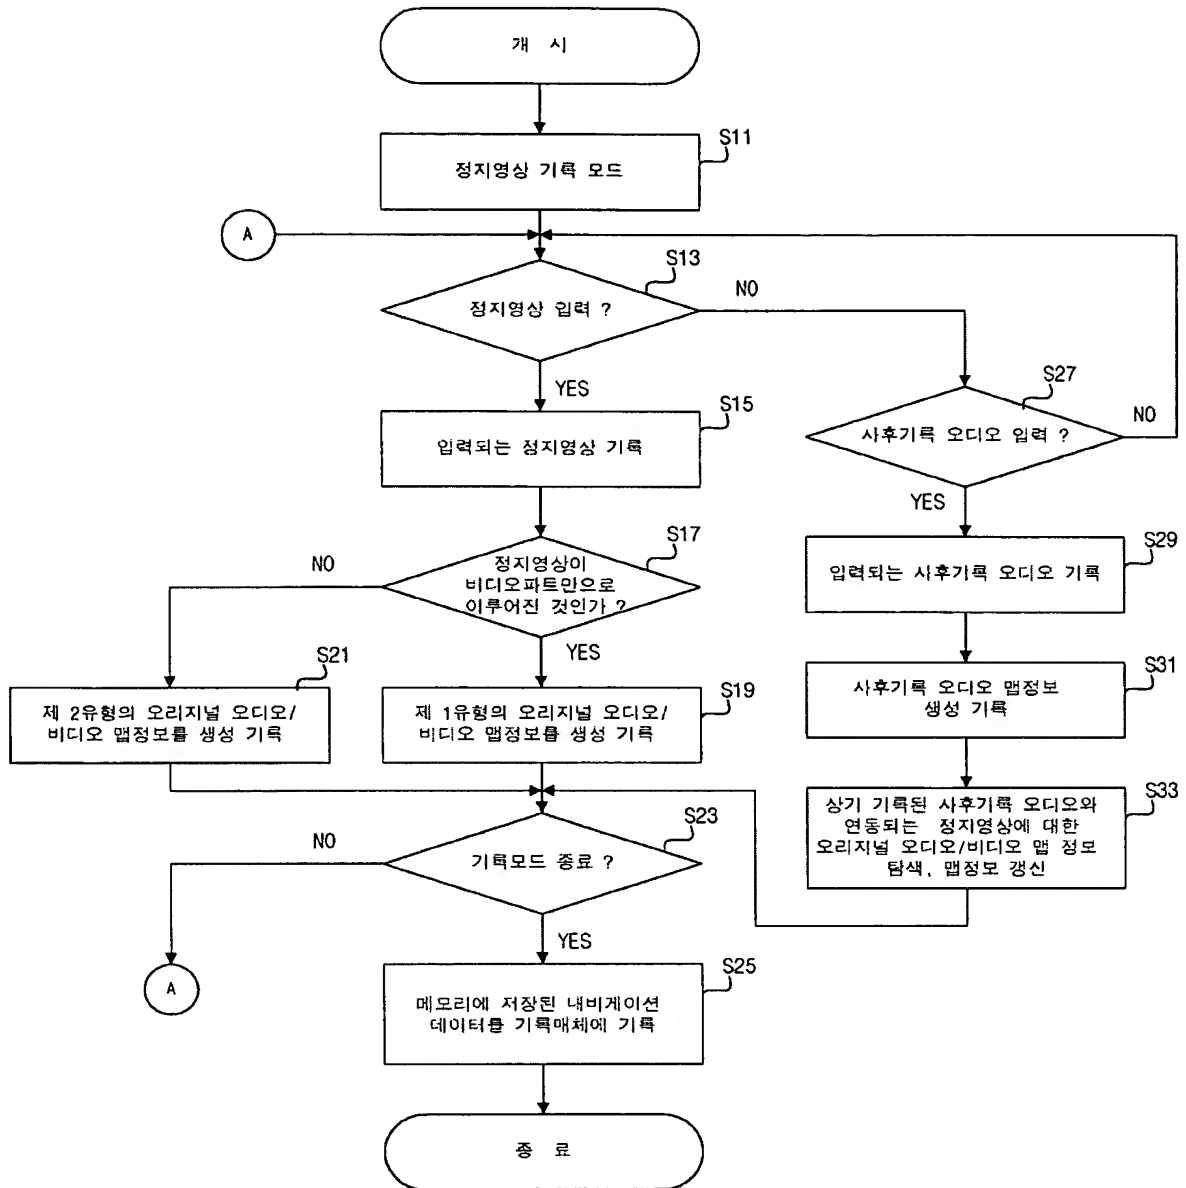 개 시
S11
정지영상 기록 모드
A
S13
정지영상 입력 ?
NO
YES
S27
사후기록 오디오 입력 ?
NO
YES
S15
입력되는 정지영상 기록
S17
정지영상이
비디오파트만으로
이루어진 것인가 ?
NO
YES
S29
입력되는 사후기록 오디오 기록
S21
제 2유형의 오리지널 오디오/
비디오 맵정보를 생성 기록
S19
제 1유형의 오리지널 오디오/
비디오 맵정보를 생성 기록
S31
사후기록 오디오 맵정보
생성 기록
S33
상기 기록된 사후기록 오디오와
연동되는 정지영상에 대한
오리지널 오디오/비디오 맵 정보
탐색, 맵정보 갱신
S23
기록모드 종료 ?
NO
YES
A
S25
메모리에 저장된 내비게이션
데이터를 기록매체에 기록
종 료